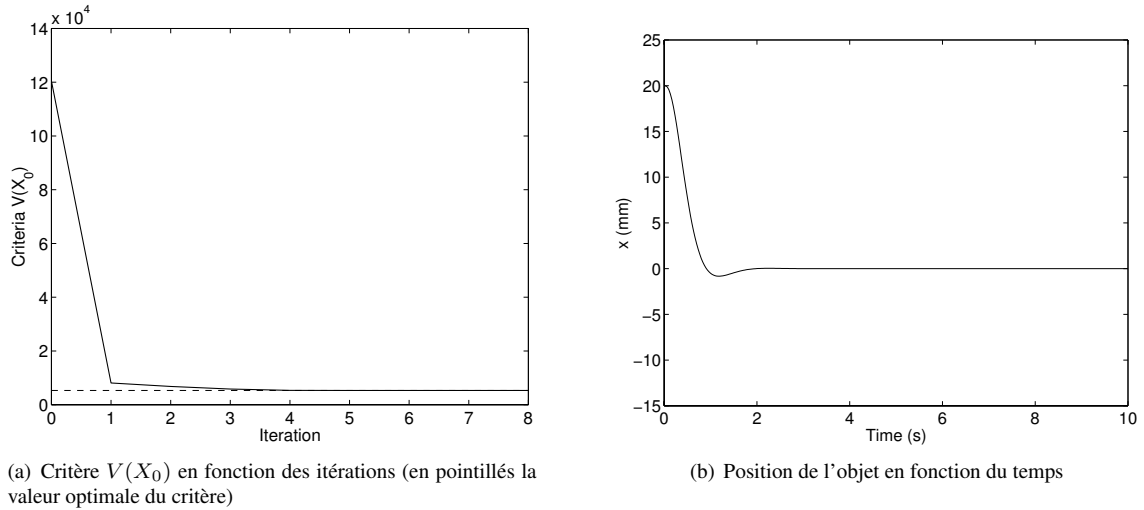 x 10^4
14
12
10
8
6
4
2
0
Criteria V(X_0)
0 1 2 3 4 5 6 7 8
Iteration
(a) Critère V(X_0) en fonction des itérations (en pointillés la
valeur optimale du critère)
25
20
15
10
5
0
−5
−10
−15
x (mm)
0 2 4 6 8 10
Time (s)
(b) Position de l'objet en fonction du temps